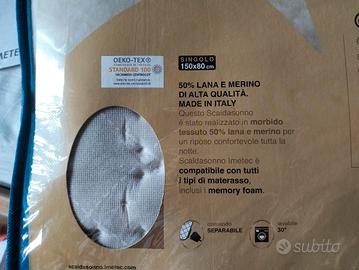 METE
OEKO-TEX®
STANDARD 100
SINGOLO
150x80cm
50% LANA E MERINO
DI ALTA QUALITÀ.
MADE IN ITALY
Questo Scaldasonno
è stato realizzato in morbido
tessuto 50% lana e merino per
un riposo confortevole tutta la
notte.
Scaldasonno Imetec è
compatibile con tutti
i tipi di materasso,
inclusi i memory foam.
comando
SEPARABILE
lavabile
30°
scaldasonno.imetec.com
subito